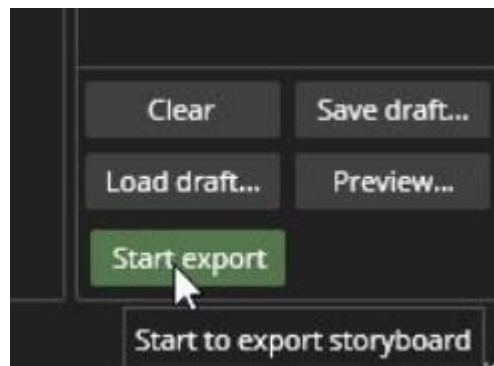 Clear
Save draft...
Load draft...
Preview...
Start export
Start to export storyboard